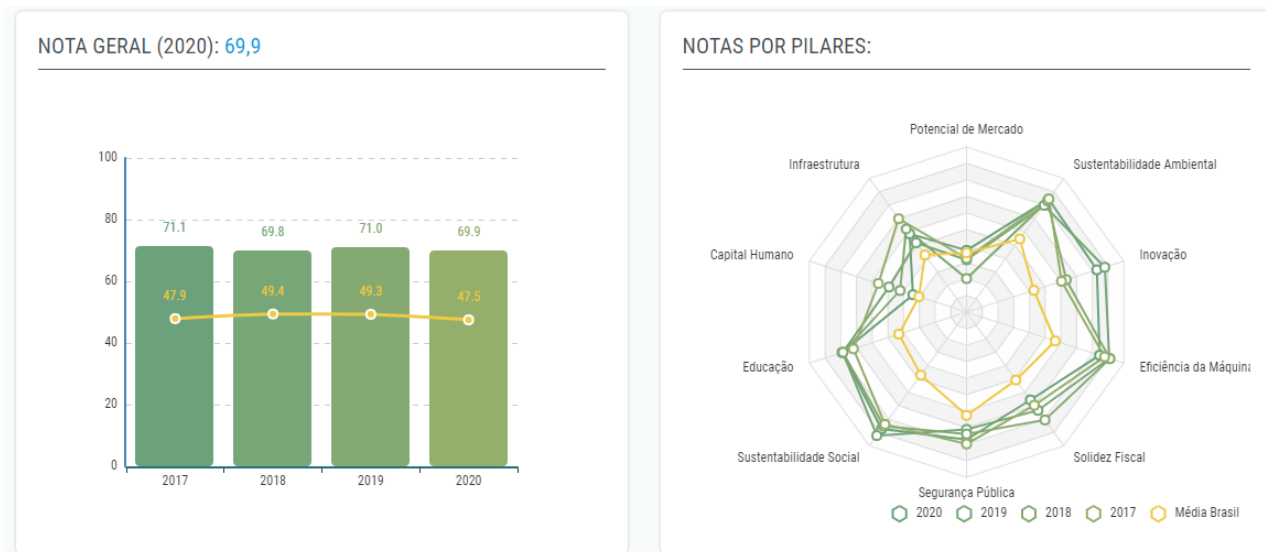 NOTA GERAL (2020): 69,9
100
80
60
40
20
0
71.1
69.8
71.0
69.9
47.9
49.4
49.3
47.5
2017
2018
2019
2020
NOTAS POR PILARES:
Potencial de Mercado
Infraestrutura
Sustentabilidade Ambiental
Capital Humano
Inovação
Educação
Eficiência da Máquina
Sustentabilidade Social
Solidez Fiscal
Segurança Pública
2020 2019 2018 2017 Média Brasil